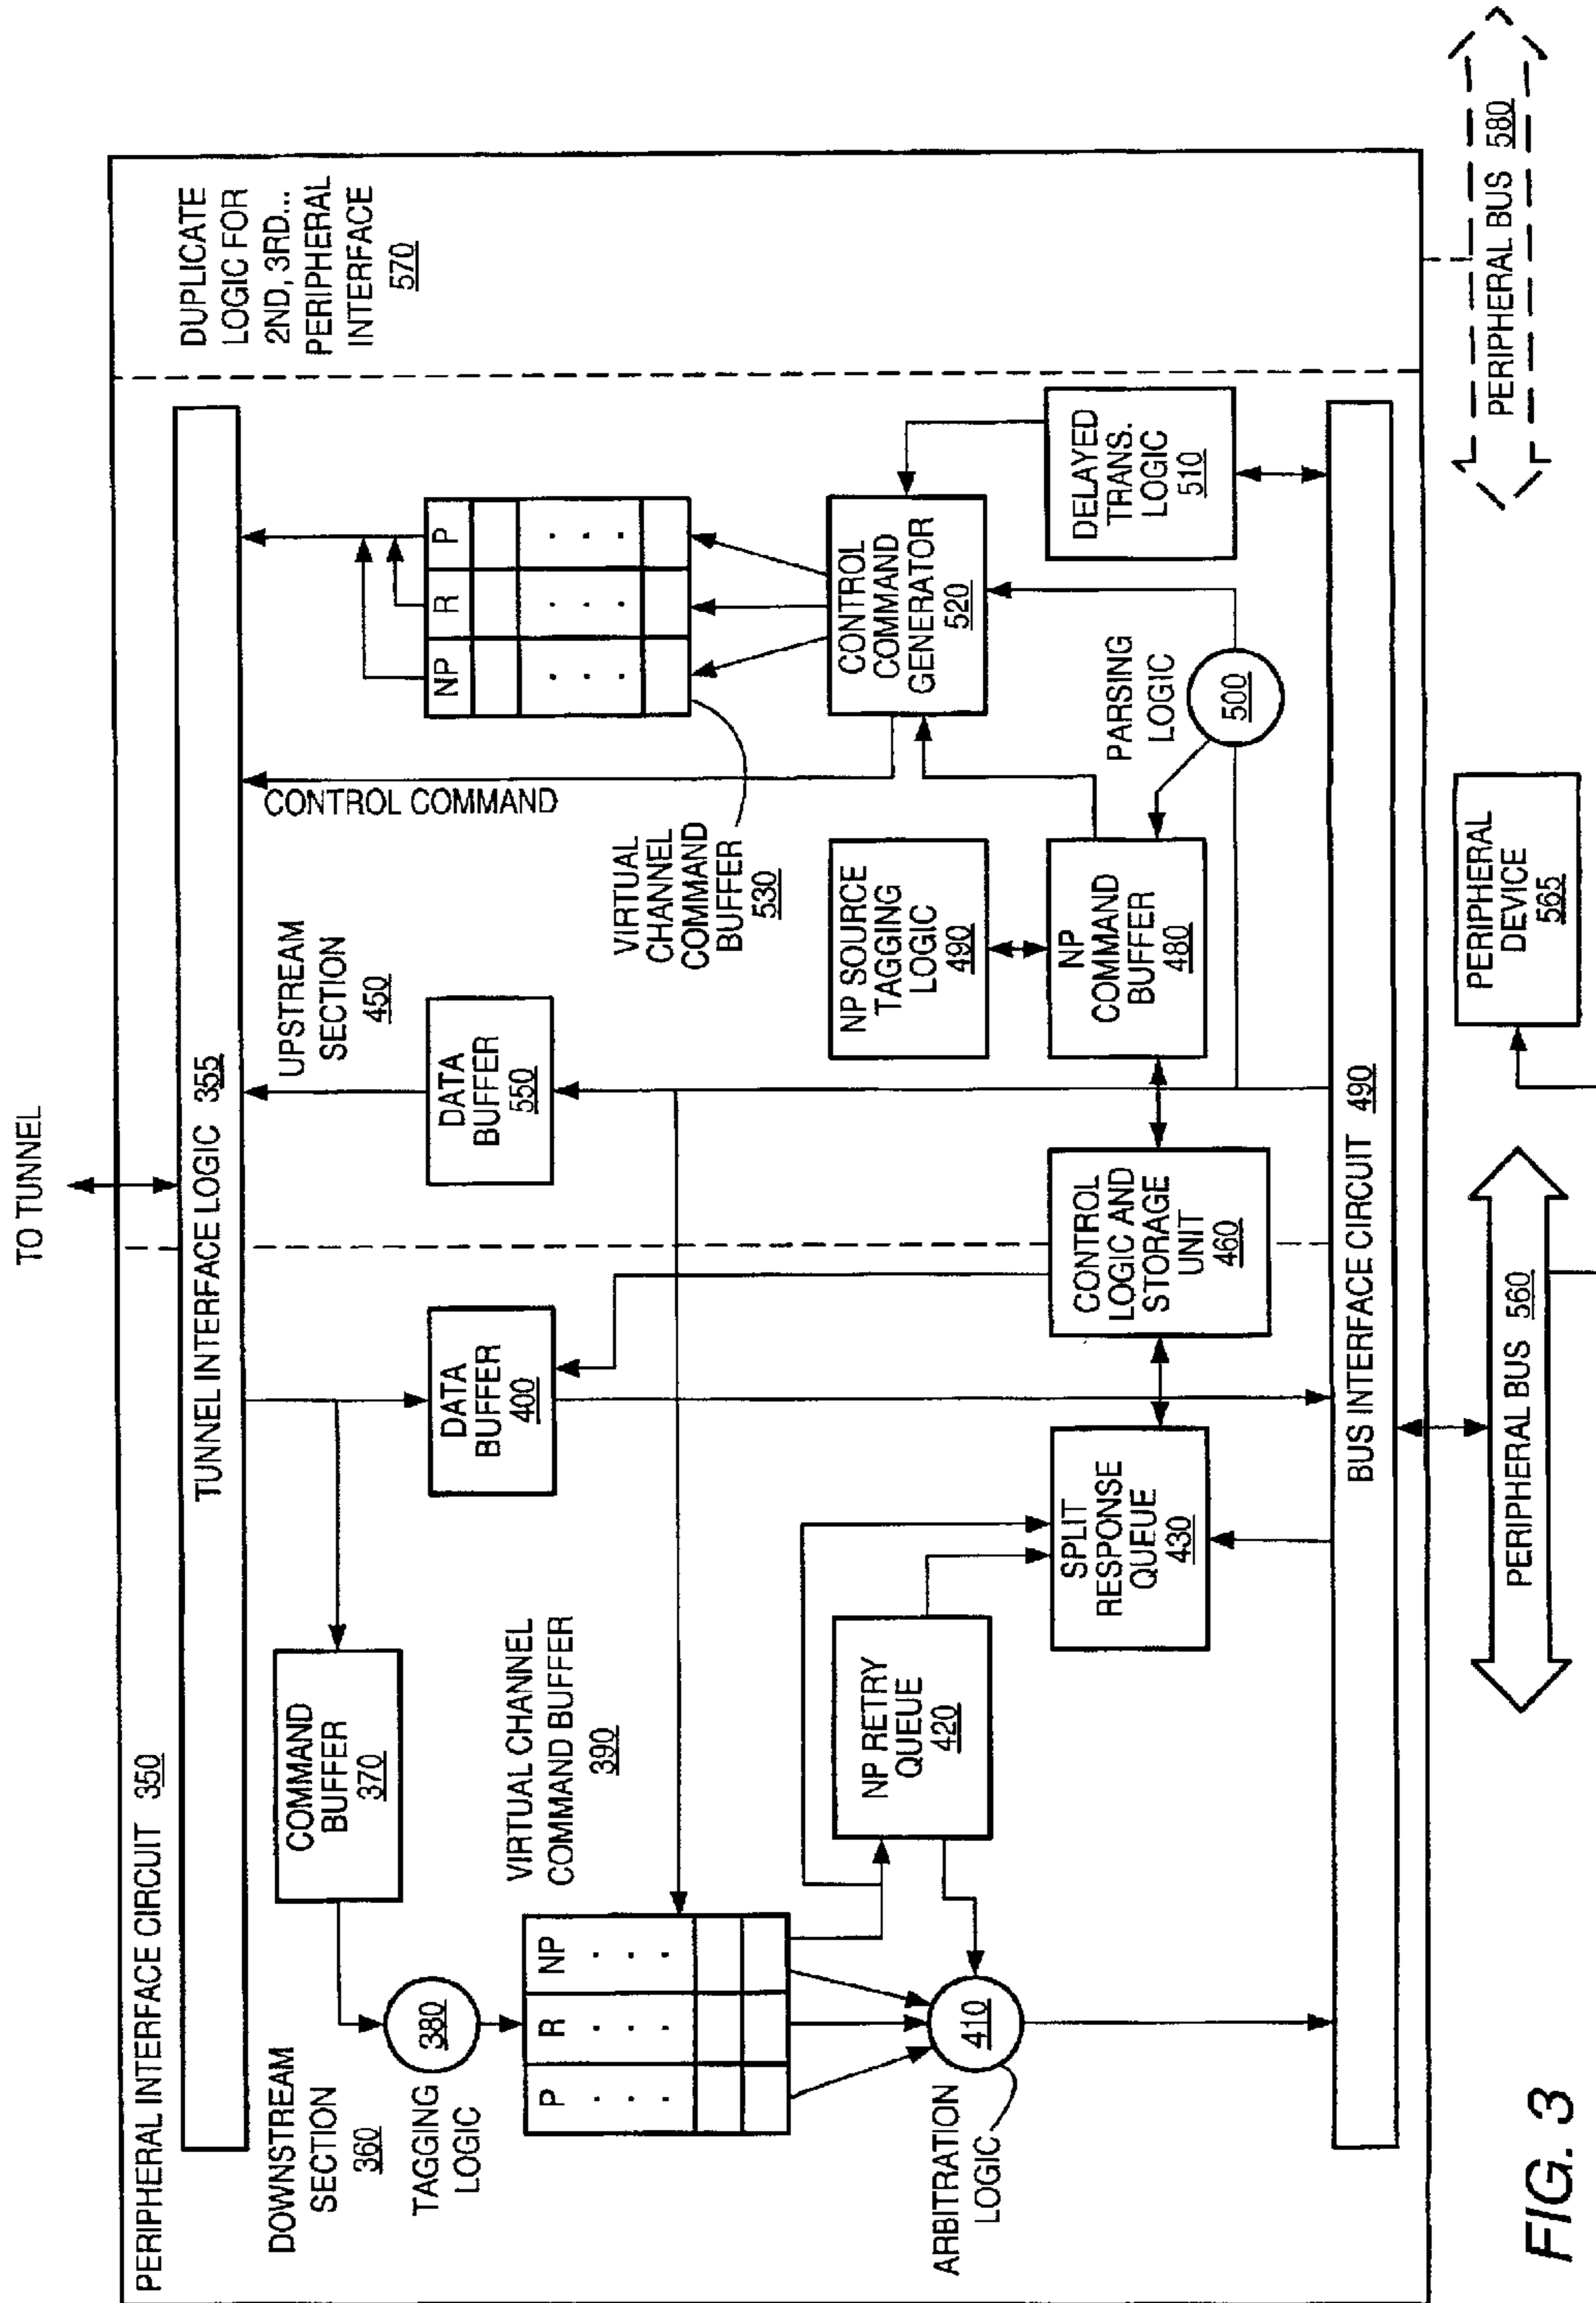 TO TUNNEL
PERIPHERAL INTERFACE CIRCUIT 350
TUNNEL INTERFACE LOGIC 355
DOWNSTREAM
SECTION
360
COMMAND
BUFFER
370
380
TAGGING
LOGIC
VIRTUAL CHANNEL
COMMAND BUFFER
390
P R NP
. . . . . . . . .
ARBITRATION
LOGIC
410
NP RETRY
QUEUE
420
DATA
BUFFER
400
SPLIT
RESPONSE
QUEUE
430
CONTROL
LOGIC AND
STORAGE
UNIT
460
UPSTREAM
SECTION
450
DATA
BUFFER
550
CONTROL COMMAND
VIRTUAL
CHANNEL
COMMAND
BUFFER
530
NP R P
. . . . . . . . .
NP SOURCE
TAGGING
LOGIC
490
NP
COMMAND
BUFFER
480
CONTROL
COMMAND
GENERATOR
520
PARSING
LOGIC
500
DELAYED
TRANS.
LOGIC
510
DUPLICATE
LOGIC FOR
2ND, 3RD...
PERIPHERAL
INTERFACE
570
BUS INTERFACE CIRCUIT 490
PERIPHERAL BUS 560
PERIPHERAL
DEVICE
565
PERIPHERAL BUS 580
FIG. 3